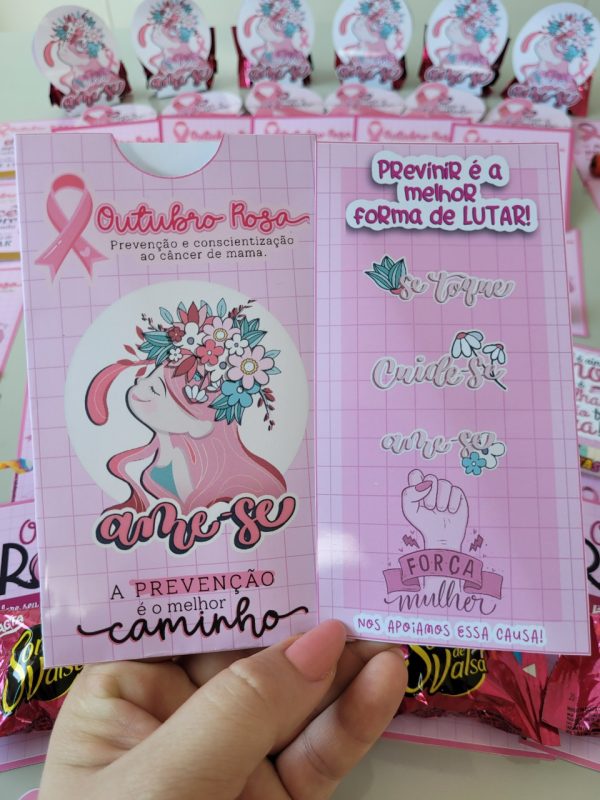 Outubro Rosa
Prevenção e conscientização
ao câncer de mama.
ame-se
A PREVENÇÃO
é o melhor
caminho
PREVINIR é a
melhor
forma de LUTAR!
se toque
Cuide-se
ame-se
FORÇA
mulher
NOS APOIAMOS ESSA CAUSA!